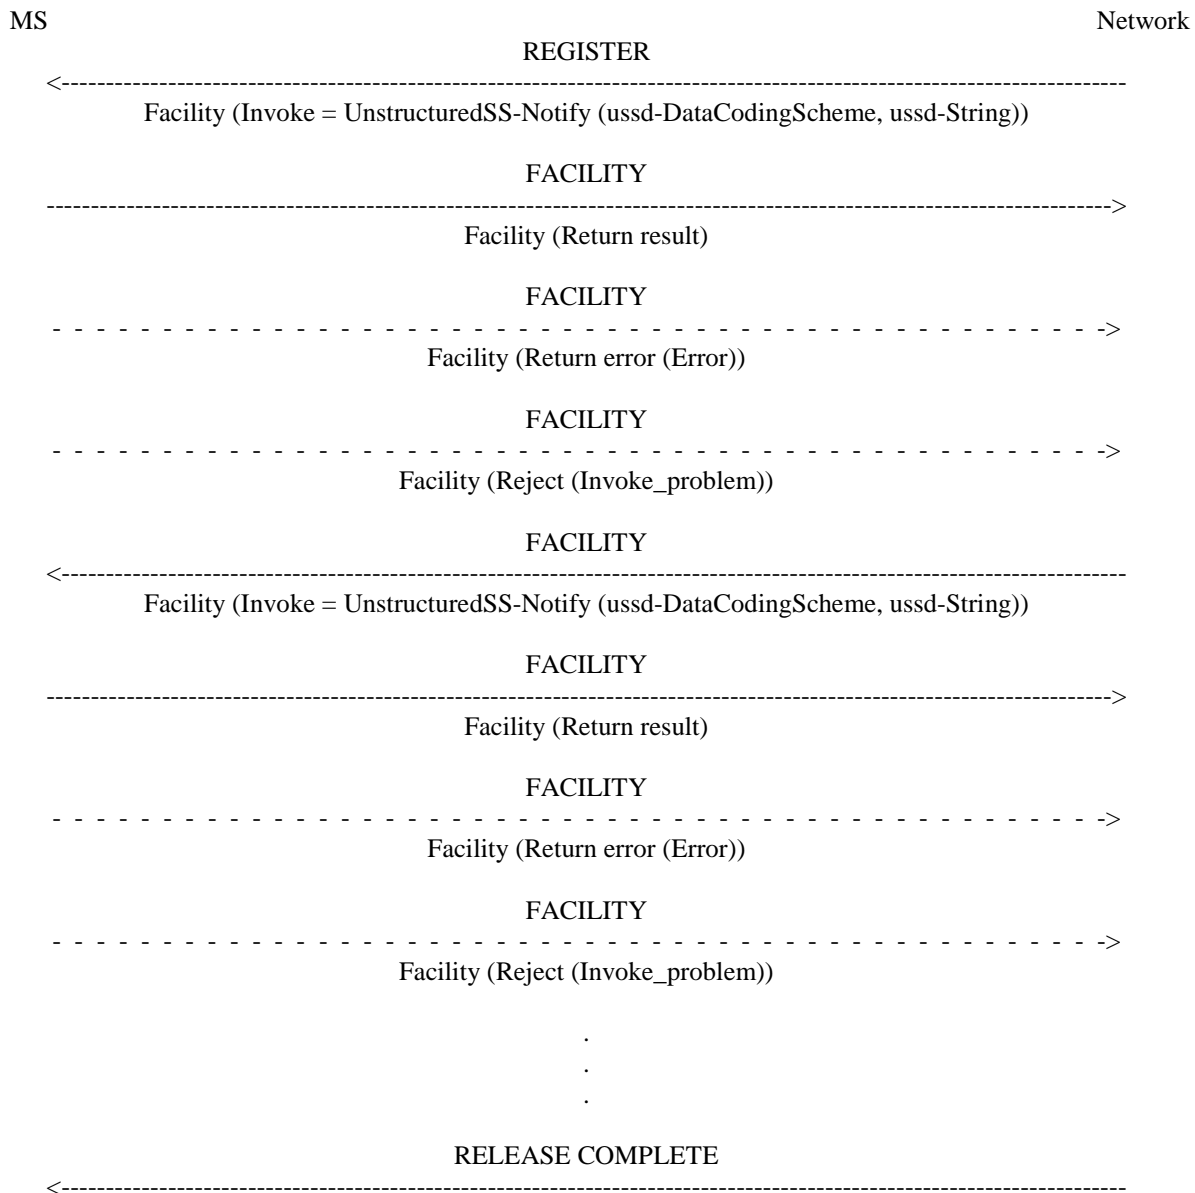 MS Network
REGISTER
<------------------------------------------------------------------------------------------------------------------------
Facility (Invoke = UnstructuredSS-Notify (ussd-DataCodingScheme, ussd-String))
FACILITY
------------------------------------------------------------------------------------------------------------------------>
Facility (Return result)
FACILITY
- - - - - - - - - - - - - - - - - - - - - - - - - - - - - - - - - - - - - - - - - - - - - - - - - - - - - - - - ->
Facility (Return error (Error))
FACILITY
- - - - - - - - - - - - - - - - - - - - - - - - - - - - - - - - - - - - - - - - - - - - - - - - - - - - - - - - ->
Facility (Reject (Invoke_problem))
FACILITY
<------------------------------------------------------------------------------------------------------------------------
Facility (Invoke = UnstructuredSS-Notify (ussd-DataCodingScheme, ussd-String))
FACILITY
------------------------------------------------------------------------------------------------------------------------>
Facility (Return result)
FACILITY
- - - - - - - - - - - - - - - - - - - - - - - - - - - - - - - - - - - - - - - - - - - - - - - - - - - - - - - - ->
Facility (Return error (Error))
FACILITY
- - - - - - - - - - - - - - - - - - - - - - - - - - - - - - - - - - - - - - - - - - - - - - - - - - - - - - - - ->
Facility (Reject (Invoke_problem))
.
.
.
RELEASE COMPLETE
<------------------------------------------------------------------------------------------------------------------------